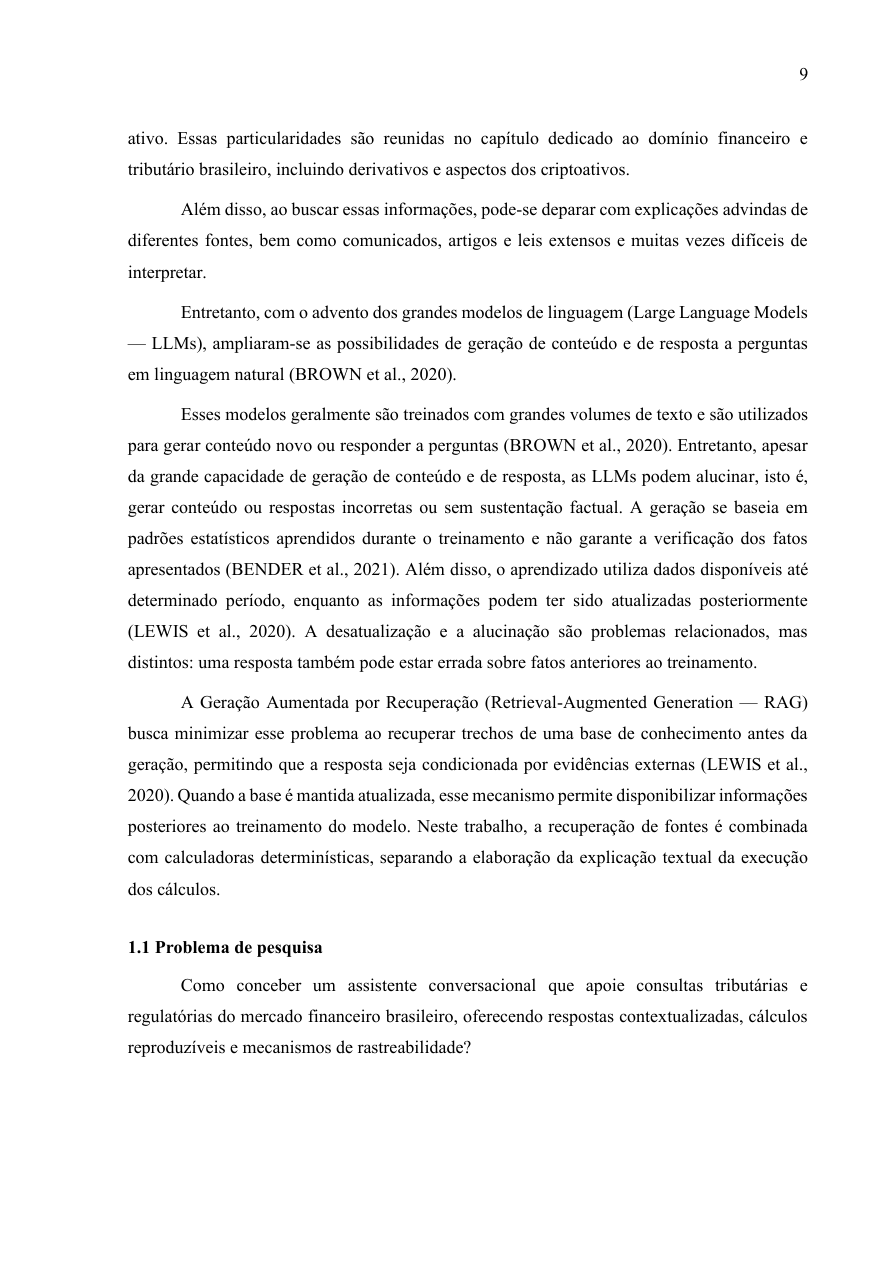 9
ativo. Essas particularidades são reunidas no capítulo dedicado ao domínio financeiro e
tributário brasileiro, incluindo derivativos e aspectos dos criptoativos.
Além disso, ao buscar essas informações, pode-se deparar com explicações advindas de
diferentes fontes, bem como comunicados, artigos e leis extensos e muitas vezes difíceis de
interpretar.
Entretanto, com o advento dos grandes modelos de linguagem (Large Language Models
— LLMs), ampliaram-se as possibilidades de geração de conteúdo e de resposta a perguntas
em linguagem natural (BROWN et al., 2020).
Esses modelos geralmente são treinados com grandes volumes de texto e são utilizados
para gerar conteúdo novo ou responder a perguntas (BROWN et al., 2020). Entretanto, apesar
da grande capacidade de geração de conteúdo e de resposta, as LLMs podem alucinar, isto é,
gerar conteúdo ou respostas incorretas ou sem sustentação factual. A geração se baseia em
padrões estatísticos aprendidos durante o treinamento e não garante a verificação dos fatos
apresentados (BENDER et al., 2021). Além disso, o aprendizado utiliza dados disponíveis até
determinado período, enquanto as informações podem ter sido atualizadas posteriormente
(LEWIS et al., 2020). A desatualização e a alucinação são problemas relacionados, mas
distintos: uma resposta também pode estar errada sobre fatos anteriores ao treinamento.
A Geração Aumentada por Recuperação (Retrieval-Augmented Generation — RAG)
busca minimizar esse problema ao recuperar trechos de uma base de conhecimento antes da
geração, permitindo que a resposta seja condicionada por evidências externas (LEWIS et al.,
2020). Quando a base é mantida atualizada, esse mecanismo permite disponibilizar informações
posteriores ao treinamento do modelo. Neste trabalho, a recuperação de fontes é combinada
com calculadoras determinísticas, separando a elaboração da explicação textual da execução
dos cálculos.
1.1 Problema de pesquisa
Como conceber um assistente conversacional que apoie consultas tributárias e
regulatórias do mercado financeiro brasileiro, oferecendo respostas contextualizadas, cálculos
reproduzíveis e mecanismos de rastreabilidade?